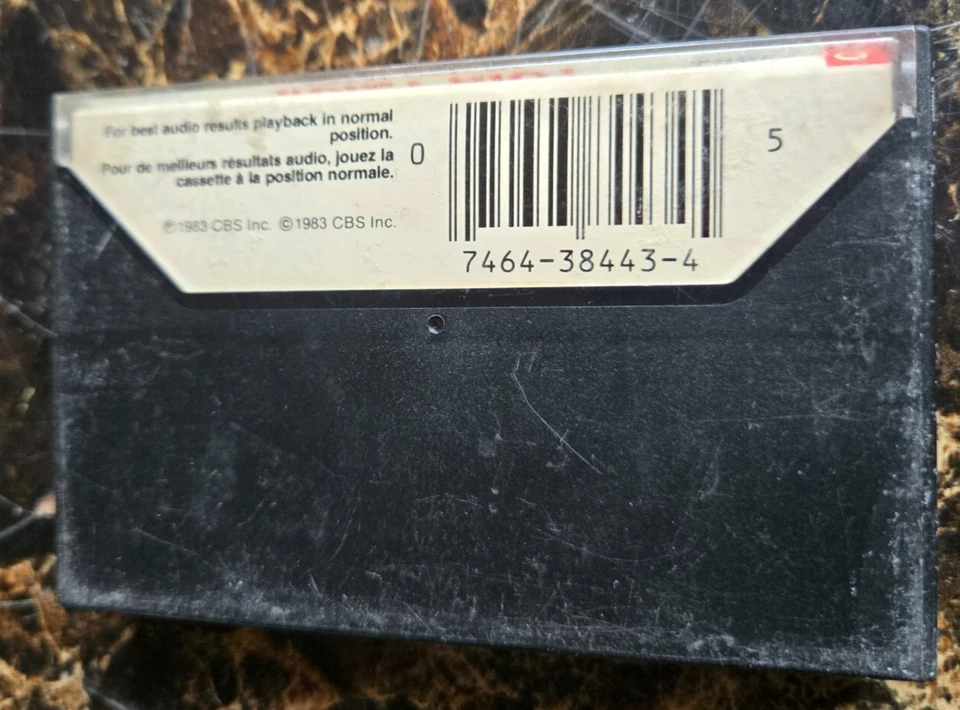 For best audio results playback in normal
position.
Pour de meilleurs résultats audio, jouez la
cassette à la position normale.
℗1983 CBS Inc. ©1983 CBS Inc.
0
5
7464-38443-4